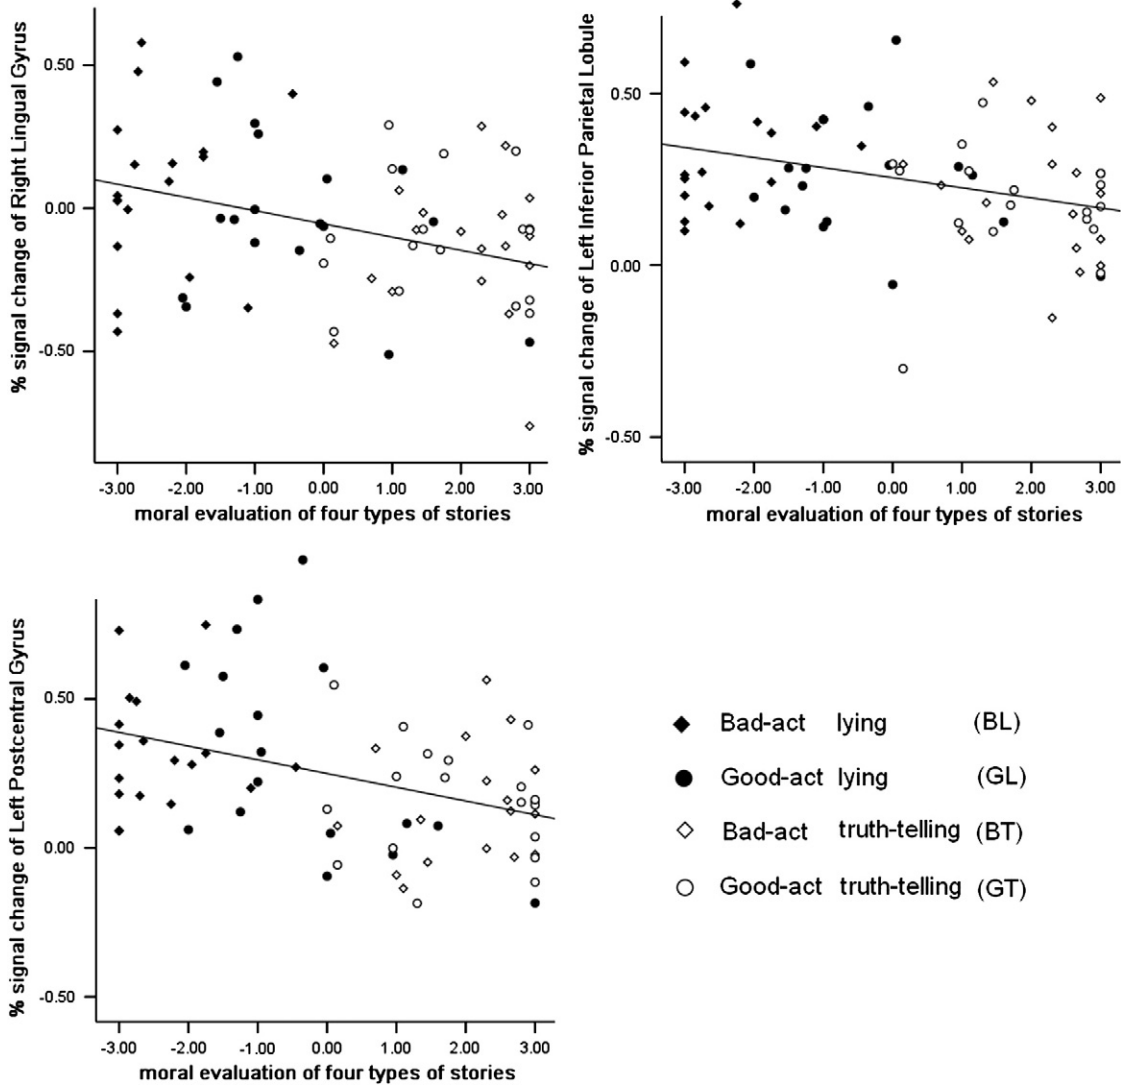 % signal change of Right Lingual Gyrus
0.50
0.00
-0.50
-3.00 -2.00 -1.00 0.00 1.00 2.00 3.00
moral evaluation of four types of stories
% signal change of Left Inferior Parietal Lobule
0.50
0.00
-0.50
-3.00 -2.00 -1.00 0.00 1.00 2.00 3.00
moral evaluation of four types of stories
% signal change of Left Postcentral Gyrus
0.50
0.00
-0.50
-3.00 -2.00 -1.00 0.00 1.00 2.00 3.00
moral evaluation of four types of stories
Bad-act lying (BL)
Good-act lying (GL)
Bad-act truth-telling (BT)
Good-act truth-telling (GT)